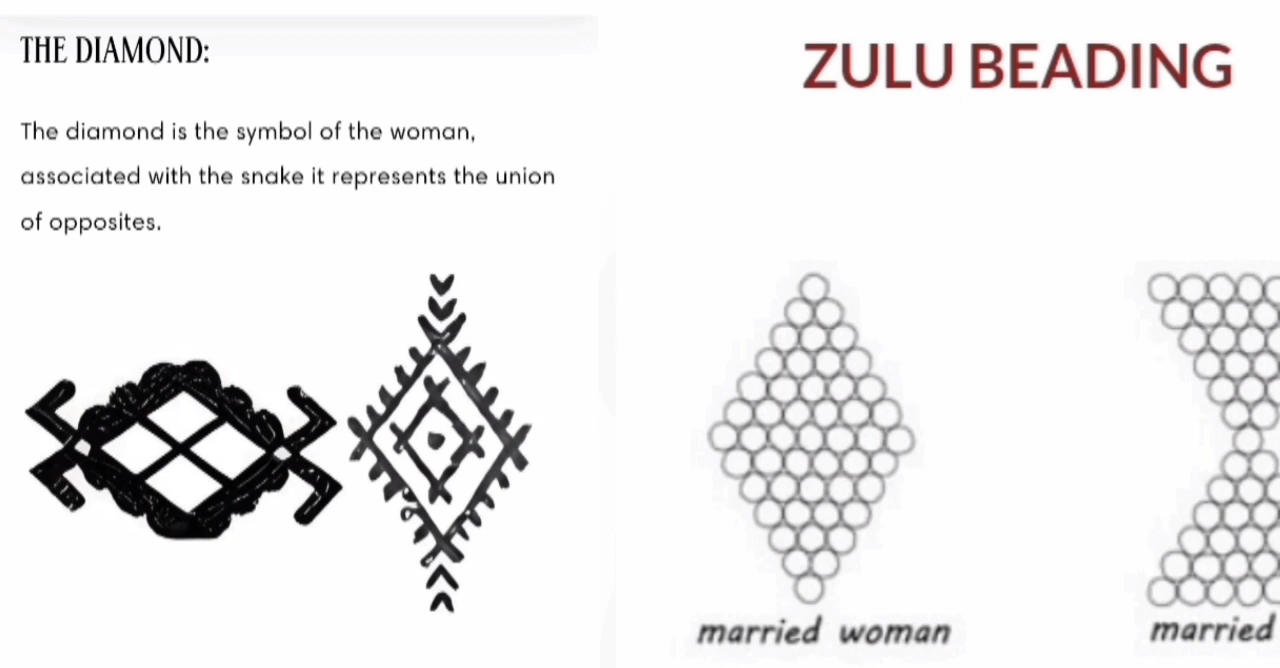 THE DIAMOND:
The diamond is the symbol of the woman,
associated with the snake it represents the union
of opposites.
ZULU BEADING
married woman
married